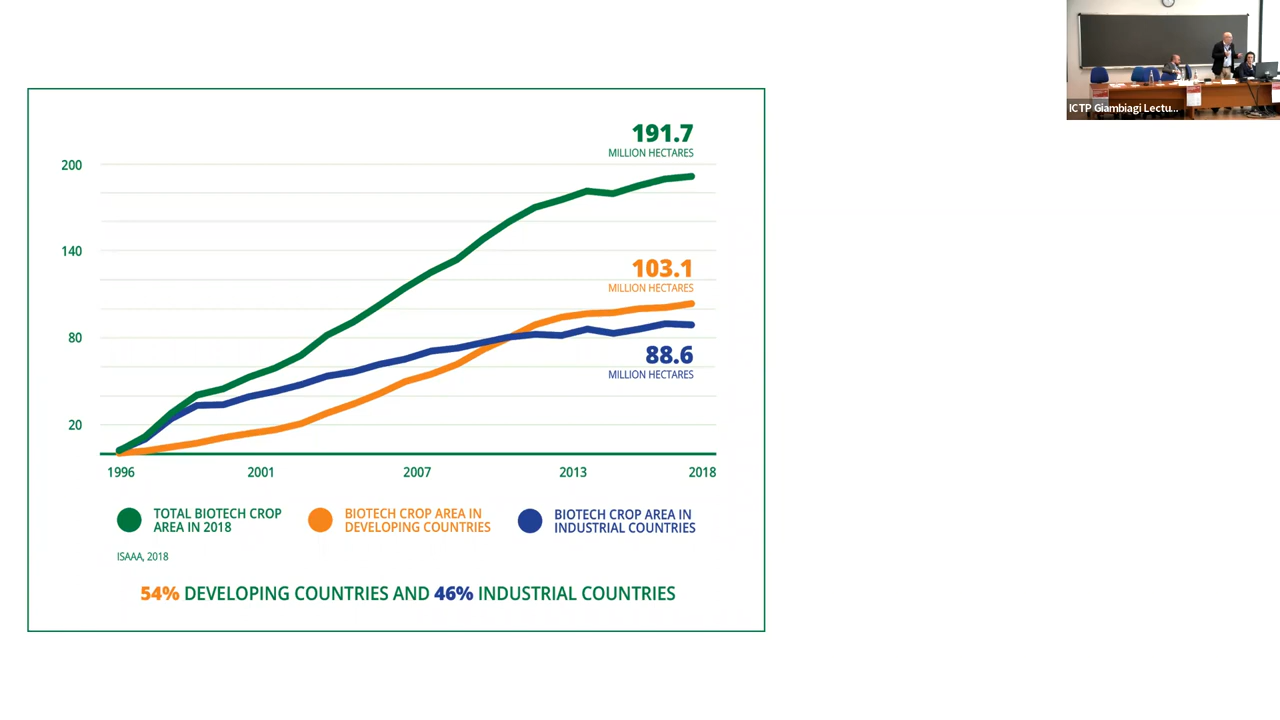 ICTP Giambiagi Lectu...
191.7
MILLION HECTARES
200
140
103.1
MILLION HECTARES
80
88.6
MILLION HECTARES
20
1996 2001 2007 2013 2018
TOTAL BIOTECH CROP
AREA IN 2018
BIOTECH CROP AREA IN
DEVELOPING COUNTRIES
BIOTECH CROP AREA IN
INDUSTRIAL COUNTRIES
ISAAA, 2018
54% DEVELOPING COUNTRIES AND 46% INDUSTRIAL COUNTRIES